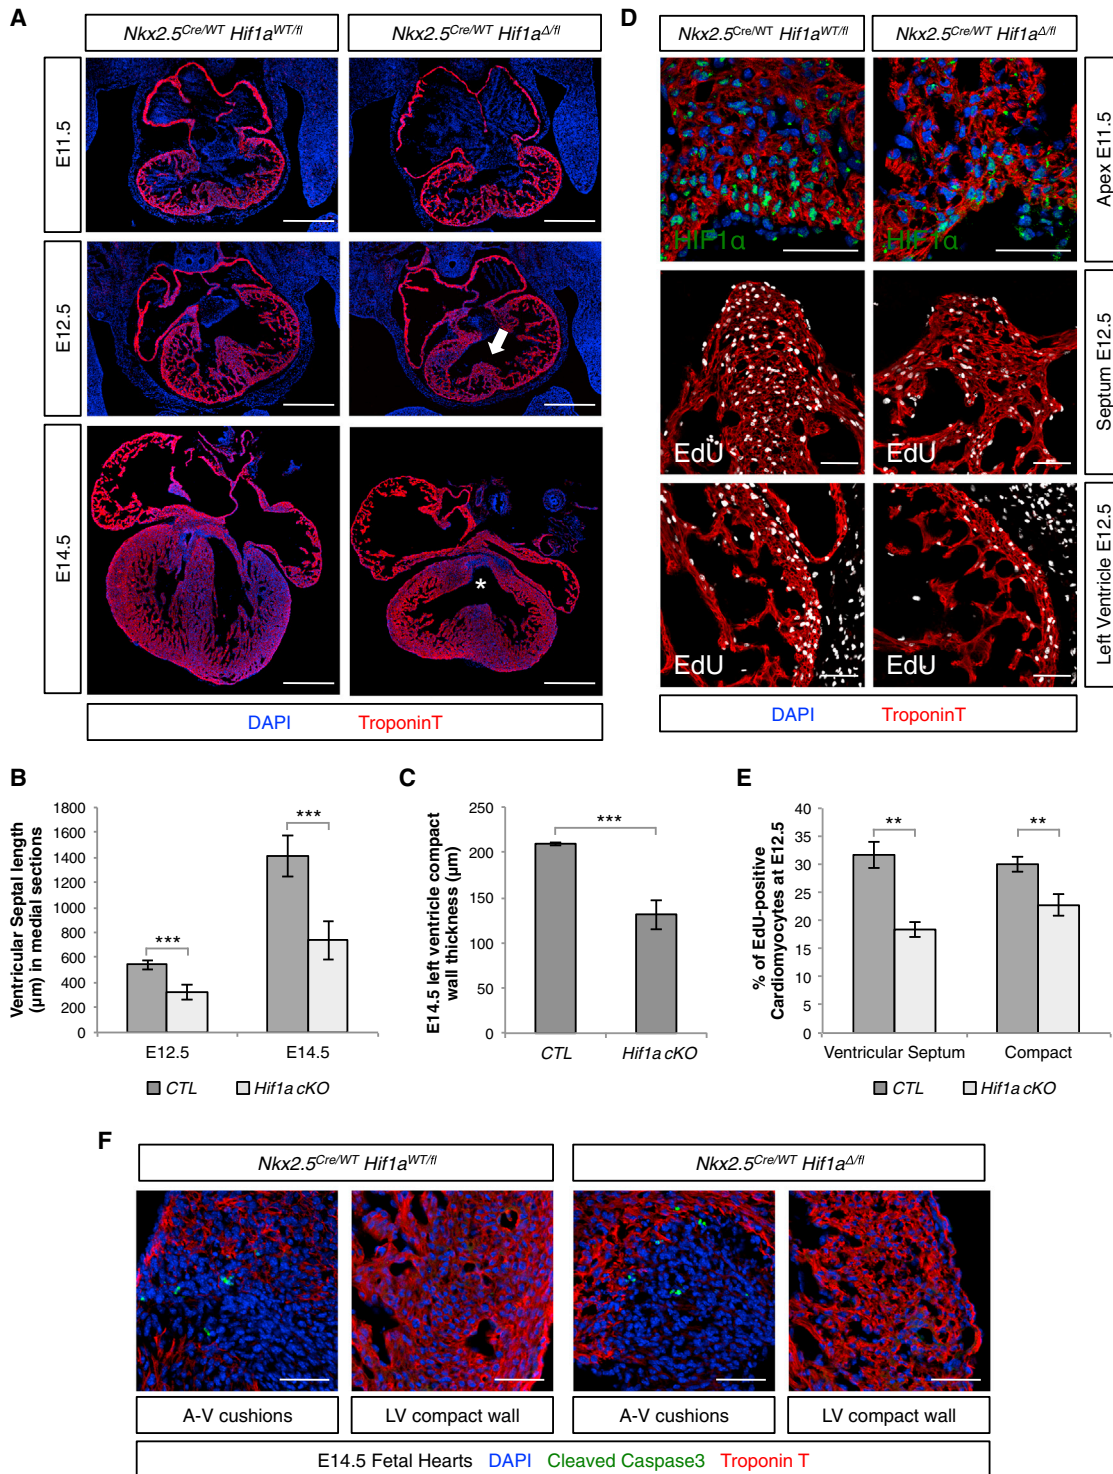 A
Nkx2.5Cre/WT Hif1aWT/fl
Nkx2.5Cre/WT Hif1aΔ/fl
E11.5
E12.5
E14.5
*
DAPI TroponinT
D
Nkx2.5Cre/WT Hif1aWT/fl
Nkx2.5Cre/WT Hif1aΔ/fl
HIF1α
HIF1α
Apex E11.5
EdU
EdU
Septum E12.5
EdU
EdU
Left Ventricle E12.5
DAPI TroponinT
B
Ventricular Septal length
(µm) in medial sections
1800
1600
1400
1200
1000
800
600
400
200
0
***
***
E12.5
E14.5
CTL
Hif1a cKO
C
E14.5 left ventricle compact
wall thickness (µm)
250
200
150
100
50
0
***
CTL
Hif1a cKO
E
% of EdU-positive
Cardiomyocytes at E12.5
40
35
30
25
20
15
10
5
0
**
**
Ventricular Septum
Compact
CTL
Hif1a cKO
F
Nkx2.5Cre/WT Hif1aWT/fl
Nkx2.5Cre/WT Hif1aΔ/fl
A-V cushions
LV compact wall
A-V cushions
LV compact wall
E14.5 Fetal Hearts DAPI Cleaved Caspase3 Troponin T